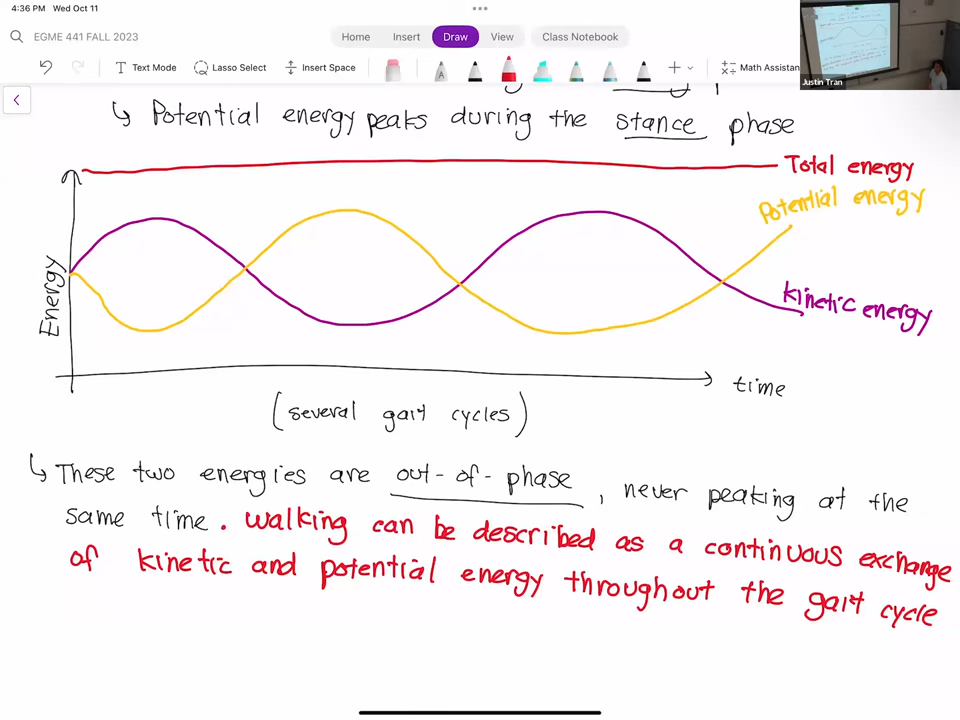 4:36 PM Wed Oct 11
EGME 441 FALL 2023
Home Insert Draw View Class Notebook
Text Mode Lasso Select Insert Space Math Assistan
Justin Tran
↳ Potential energy peaks during the stance phase
Total energy
Potential energy
Energy
kinetic energy
time
(several gait cycles)
↳ These two energies are out-of-phase, never peaking at the
same time. walking can be described as a continuous exchange
of kinetic and potential energy throughout the gait cycle